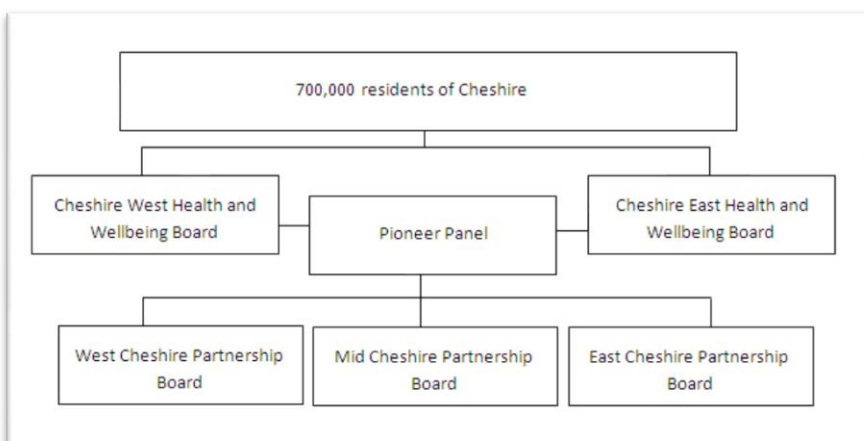 700,000 residents of Cheshire
Cheshire West Health and
Wellbeing Board
Pioneer Panel
Cheshire East Health and
Wellbeing Board
West Cheshire Partnership
Board
Mid Cheshire Partnership
Board
East Cheshire Partnership
Board